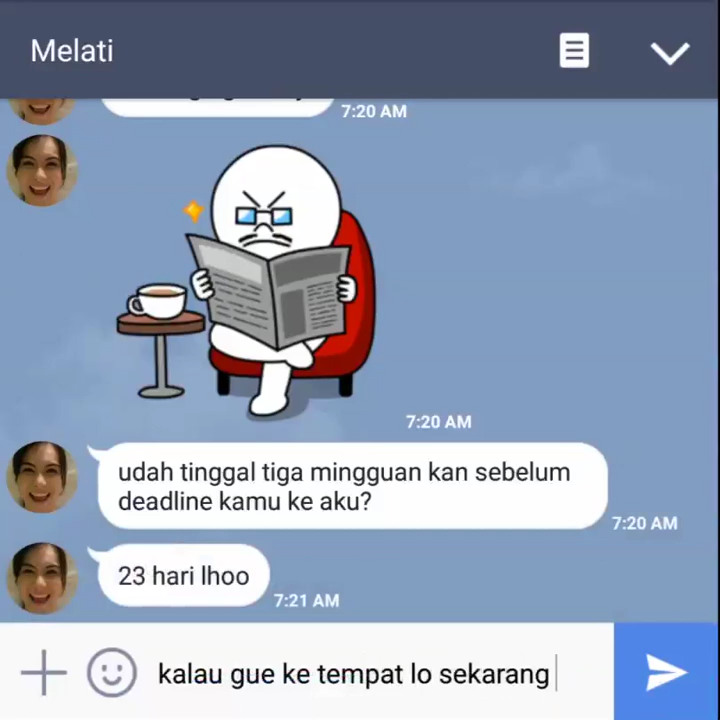 Melati
7:20 AM
7:20 AM
udah tinggal tiga mingguan kan sebelum
deadline kamu ke aku?
7:20 AM
23 hari lhoo
7:21 AM
kalau gue ke tempat lo sekarang